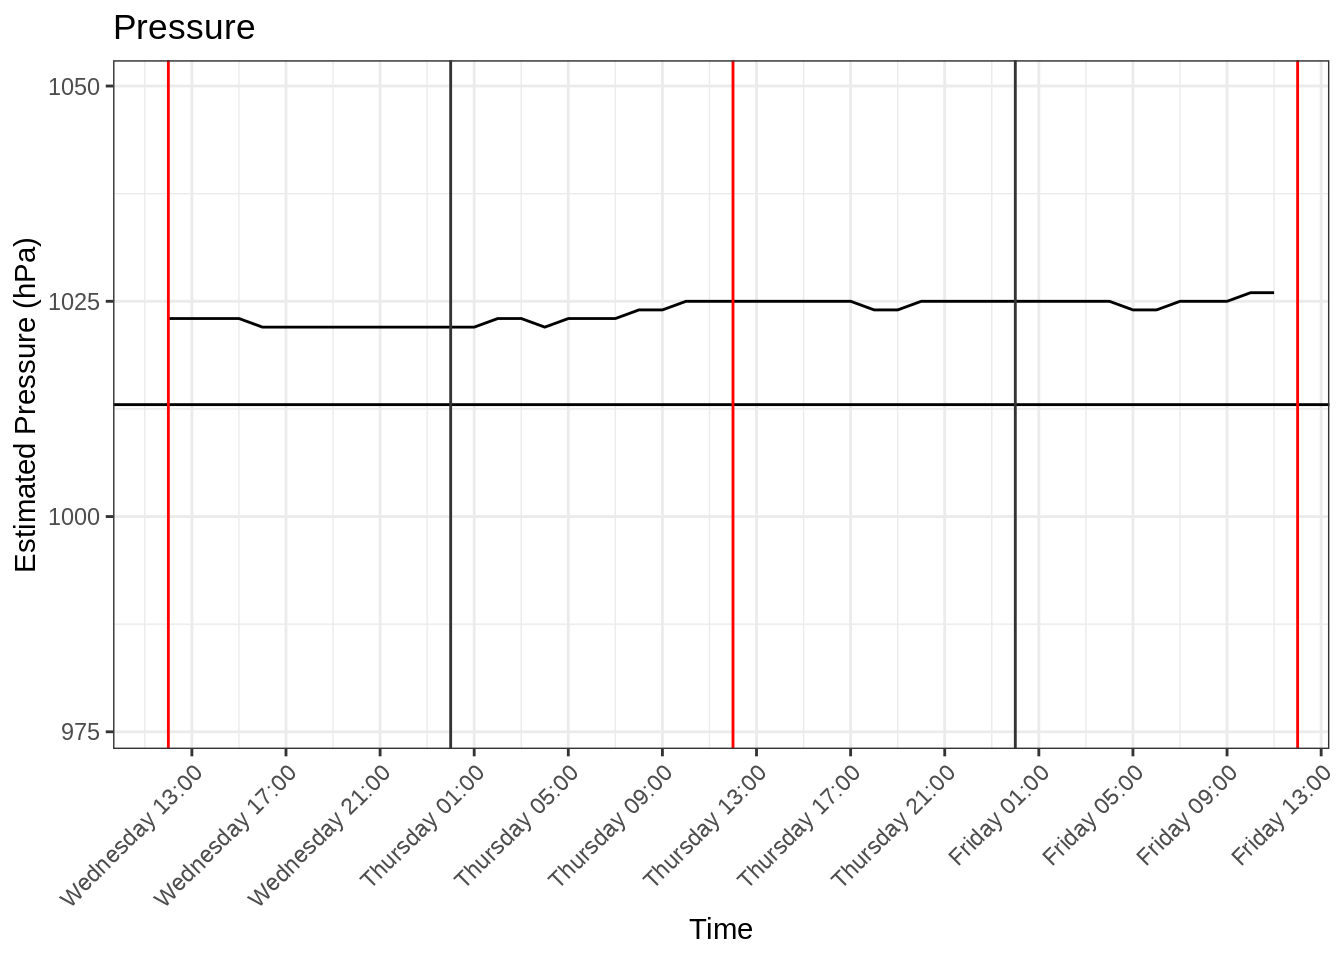 Pressure
Estimated Pressure (hPa)
1050
1025
1000
975
Wednesday 13:00
Wednesday 17:00
Wednesday 21:00
Thursday 01:00
Thursday 05:00
Thursday 09:00
Thursday 13:00
Thursday 17:00
Thursday 21:00
Friday 01:00
Friday 05:00
Friday 09:00
Friday 13:00
Time